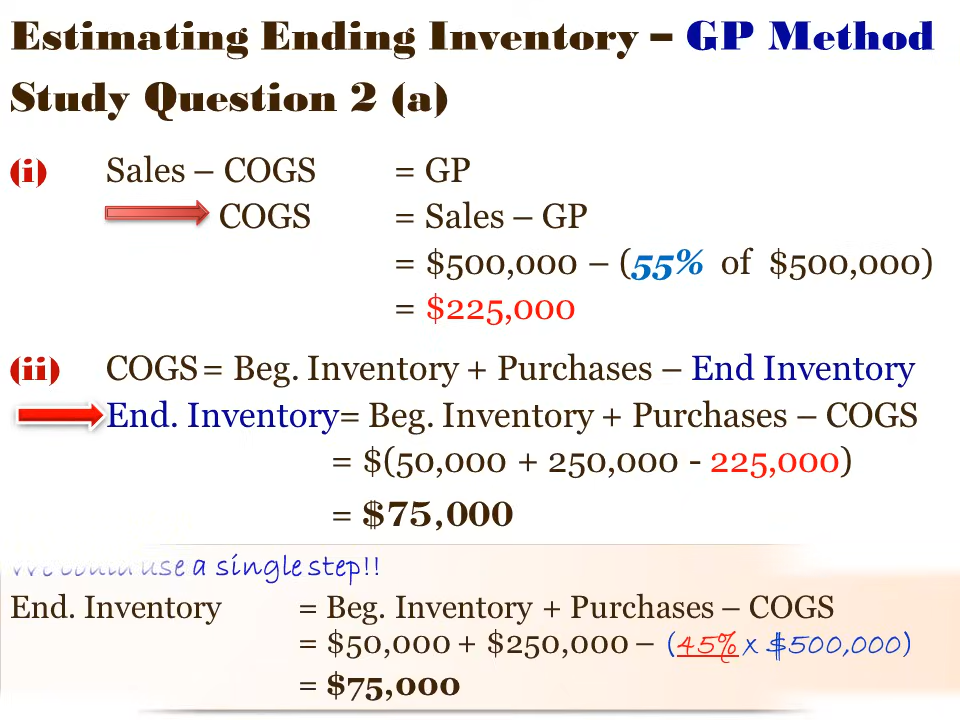 Estimating Ending Inventory – GP Method
Study Question 2 (a)
(i) Sales – COGS = GP
COGS = Sales – GP
= $500,000 – (55% of $500,000)
= $225,000
(ii) COGS = Beg. Inventory + Purchases – End Inventory
End. Inventory= Beg. Inventory + Purchases – COGS
= $(50,000 + 250,000 - 225,000)
= $75,000
We could use a single step!!
End. Inventory = Beg. Inventory + Purchases – COGS
= $50,000 + $250,000 – (45% x $500,000)
= $75,000